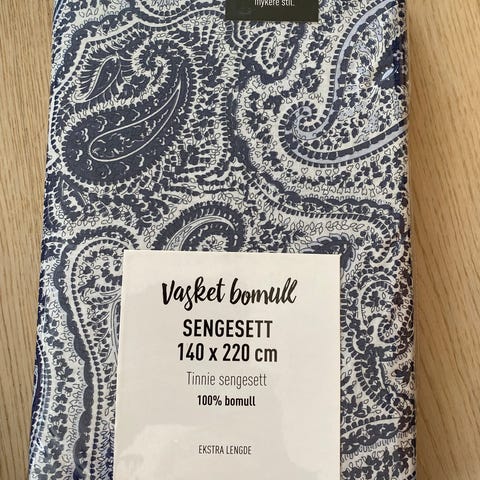 mykere stil.
Vasket bomull
SENGESETT
140 x 220 cm
Tinnie sengesett
100% bomull
EKSTRA LENGDE